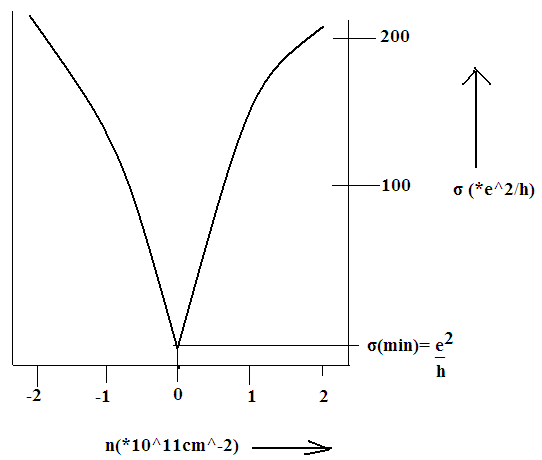 200
100
σ (*e^2/h)
σ(min)= e2
h
-2 -1 0 1 2
n(*10^11cm^-2)